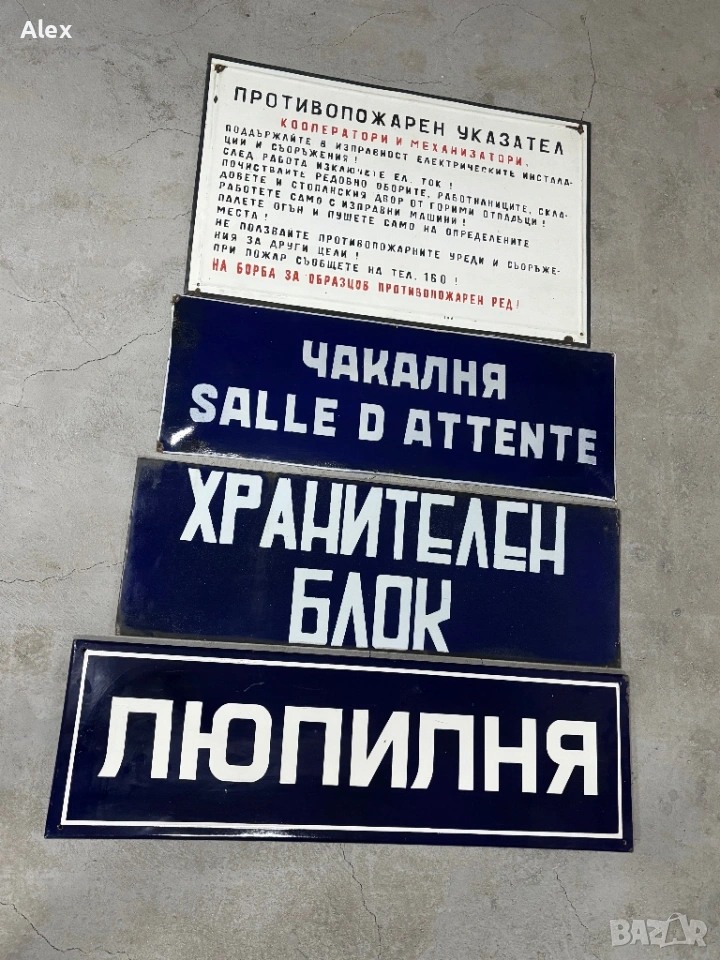 Alex
ПРОТИВОПОЖАРЕН УКАЗАТЕЛ
КООПЕРАТОРИ И МЕХАНИЗАТОРИ,
ПОДДЪРЖАЙТЕ В ИЗПРАВНОСТ ЕЛЕКТРИЧЕСКИТЕ ИНСТАЛА-
ЦИИ И СЪОРЪЖЕНИЯ!
СЛЕД РАБОТА ИЗКЛЮЧЕТЕ ЕЛ. ТОК!
ПОЧИСТВАЙТЕ РЕДОВНО ОБОРИТЕ, РАБОТИЛНИЦИТЕ, СКЛА-
ДОВЕТЕ И СТОПАНСКИЯ ДВОР ОТ ГОРИМИ ОТПАДЪЦИ!
РАБОТЕТЕ САМО С ИЗПРАВНИ МАШИНИ!
ПАЛЕТЕ ОГЪН И ПУШЕТЕ САМО НА ОПРЕДЕЛЕНИТЕ
МЕСТА!
НЕ ПОЛЗВАЙТЕ ПРОТИВОПОЖАРНИТЕ УРЕДИ И СЪОРЪЖЕ-
НИЯ ЗА ДРУГИ ЦЕЛИ!
ПРИ ПОЖАР СЪОБЩЕТЕ НА ТЕЛ. 160!
НА БОРБА ЗА ОБРАЗЦОВ ПРОТИВОПОЖАРЕН РЕД!
ЧАКАЛНЯ
SALLE D ATTENTE
ХРАНИТЕЛЕН
БЛОК
ЛЮПИЛНЯ
BAZAR